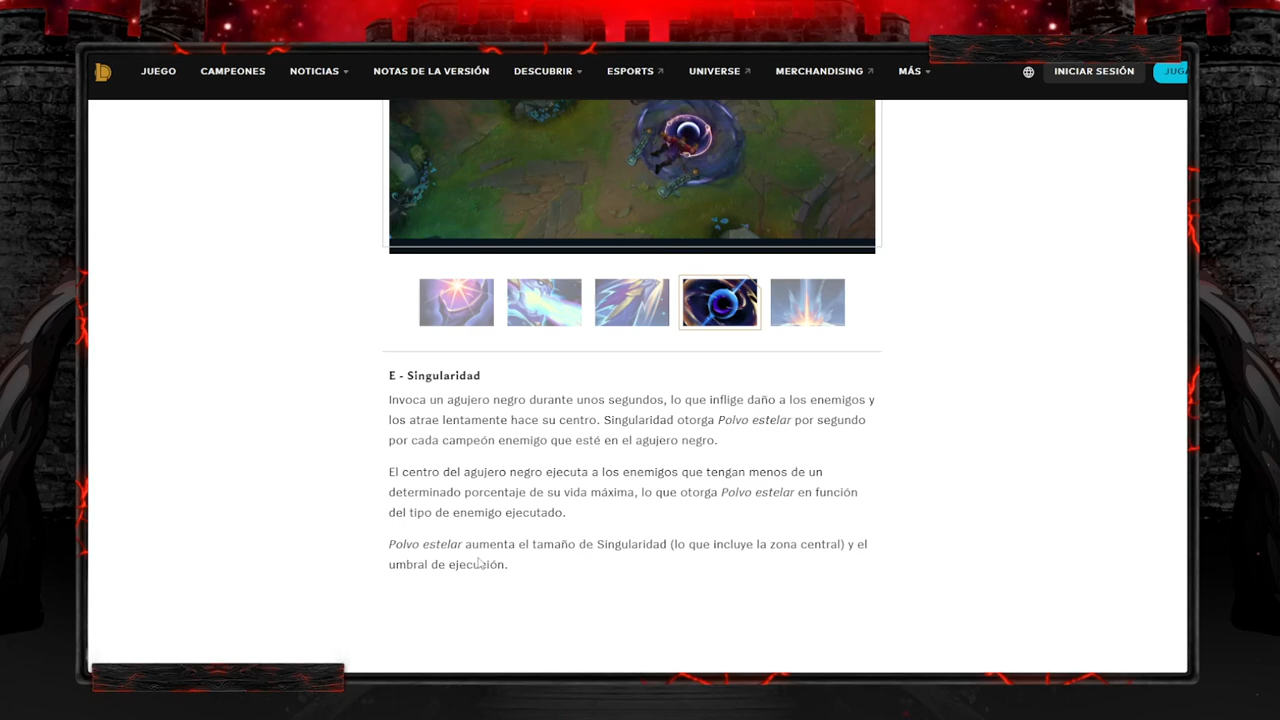 JUEGO CAMPEONES NOTICIAS NOTAS DE LA VERSIÓN DESCUBRIR ESPORTS UNIVERSE MERCHANDISING MÁS INICIAR SESIÓN
E - Singularidad
Invoca un agujero negro durante unos segundos, lo que inflige daño a los enemigos y
los atrae lentamente hace su centro. Singularidad otorga Polvo estelar por segundo
por cada campeón enemigo que esté en el agujero negro.
El centro del agujero negro ejecuta a los enemigos que tengan menos de un
determinado porcentaje de su vida máxima, lo que otorga Polvo estelar en función
del tipo de enemigo ejecutado.
Polvo estelar aumenta el tamaño de Singularidad (lo que incluye la zona central) y el
umbral de ejecución.